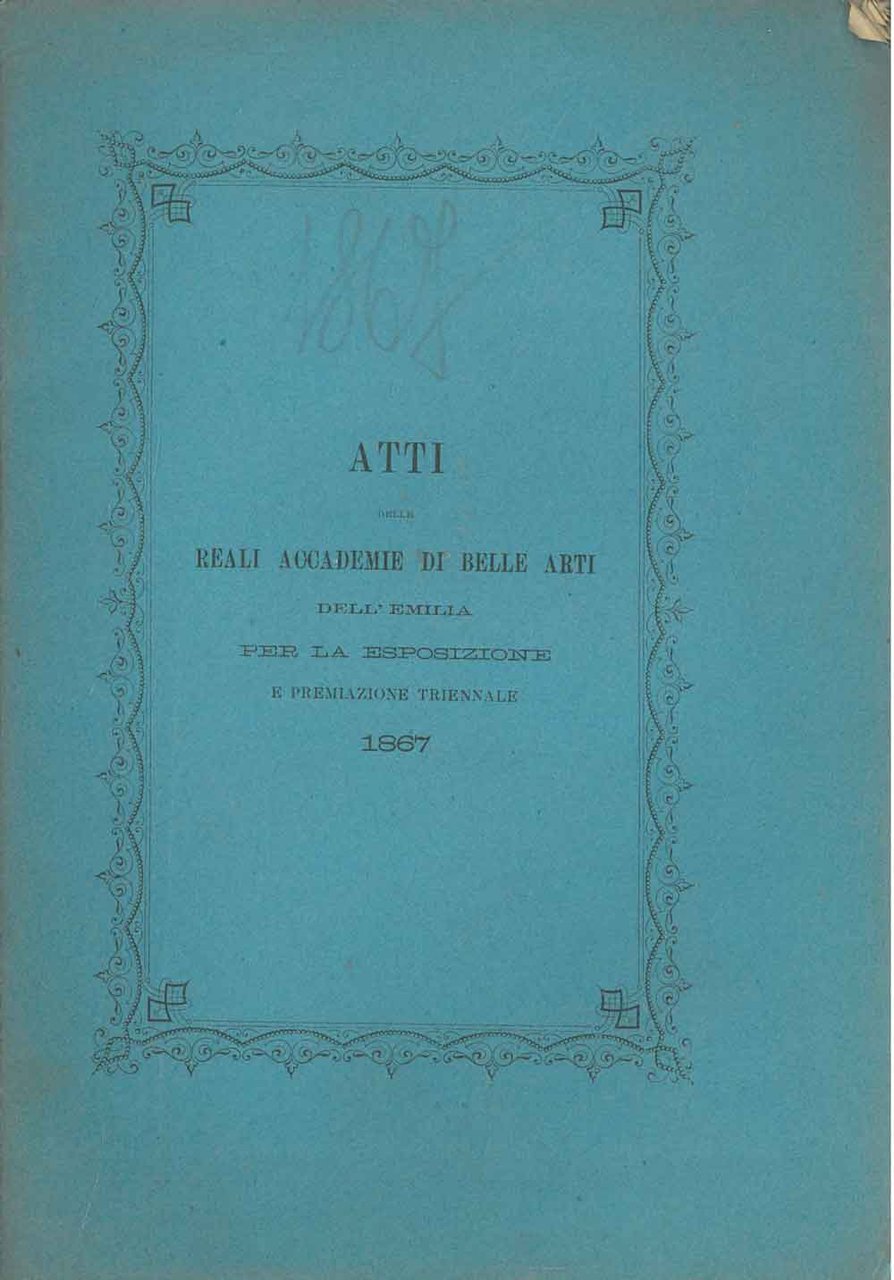 1867
ATTI
DELLE
REALI ACCADEMIE DI BELLE ARTI
DELL' EMILIA
PER LA ESPOSIZIONE
E PREMIAZIONE TRIENNALE
1867